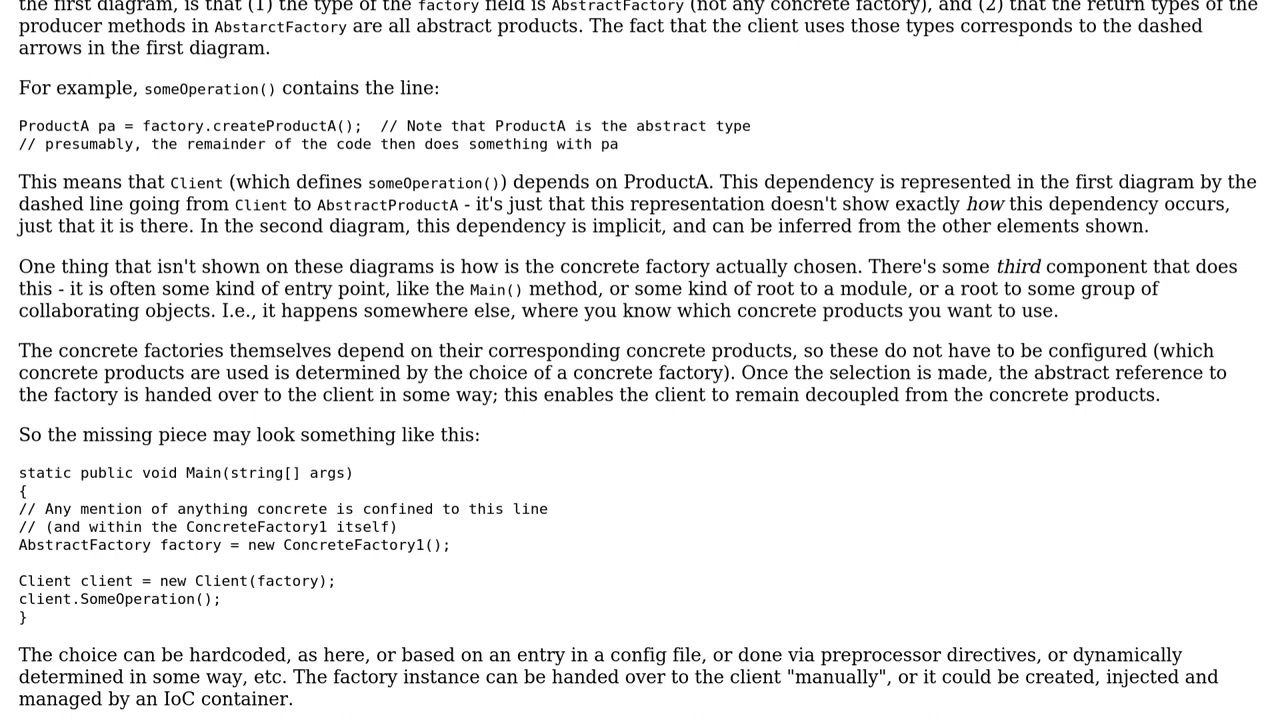 the first diagram, is that (1) the type of the factory field is AbstractFactory (not any concrete factory), and (2) that the return types of the
producer methods in AbstarctFactory are all abstract products. The fact that the client uses those types corresponds to the dashed
arrows in the first diagram.
For example, someOperation() contains the line:
ProductA pa = factory.createProductA();  // Note that ProductA is the abstract type
// presumably, the remainder of the code then does something with pa
This means that Client (which defines someOperation()) depends on ProductA. This dependency is represented in the first diagram by the
dashed line going from Client to AbstractProductA - it's just that this representation doesn't show exactly how this dependency occurs,
just that it is there. In the second diagram, this dependency is implicit, and can be inferred from the other elements shown.
One thing that isn't shown on these diagrams is how is the concrete factory actually chosen. There's some third component that does
this - it is often some kind of entry point, like the Main() method, or some kind of root to a module, or a root to some group of
collaborating objects. I.e., it happens somewhere else, where you know which concrete products you want to use.
The concrete factories themselves depend on their corresponding concrete products, so these do not have to be configured (which
concrete products are used is determined by the choice of a concrete factory). Once the selection is made, the abstract reference to
the factory is handed over to the client in some way; this enables the client to remain decoupled from the concrete products.
So the missing piece may look something like this:
static public void Main(string[] args)
{
// Any mention of anything concrete is confined to this line
// (and within the ConcreteFactory1 itself)
AbstractFactory factory = new ConcreteFactory1();
Client client = new Client(factory);
client.SomeOperation();
}
The choice can be hardcoded, as here, or based on an entry in a config file, or done via preprocessor directives, or dynamically
determined in some way, etc. The factory instance can be handed over to the client "manually", or it could be created, injected and
managed by an IoC container.